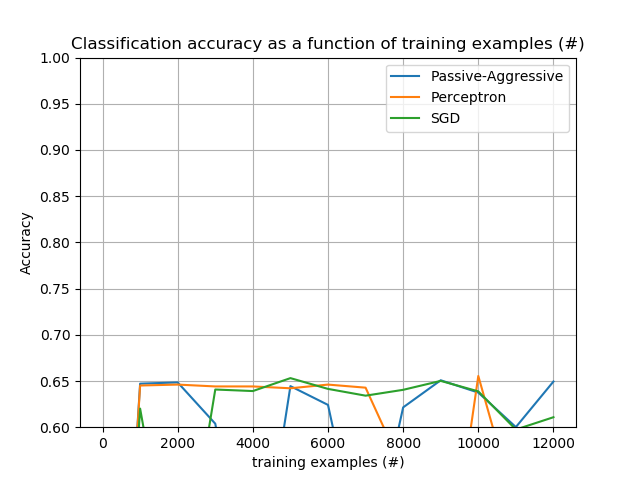 Classification accuracy as a function of training examples (#)
1.00
0.95
0.90
0.85
0.80
0.75
0.70
0.65
0.60
Accuracy
Passive-Aggressive
Perceptron
SGD
0 2000 4000 6000 8000 10000 12000
training examples (#)